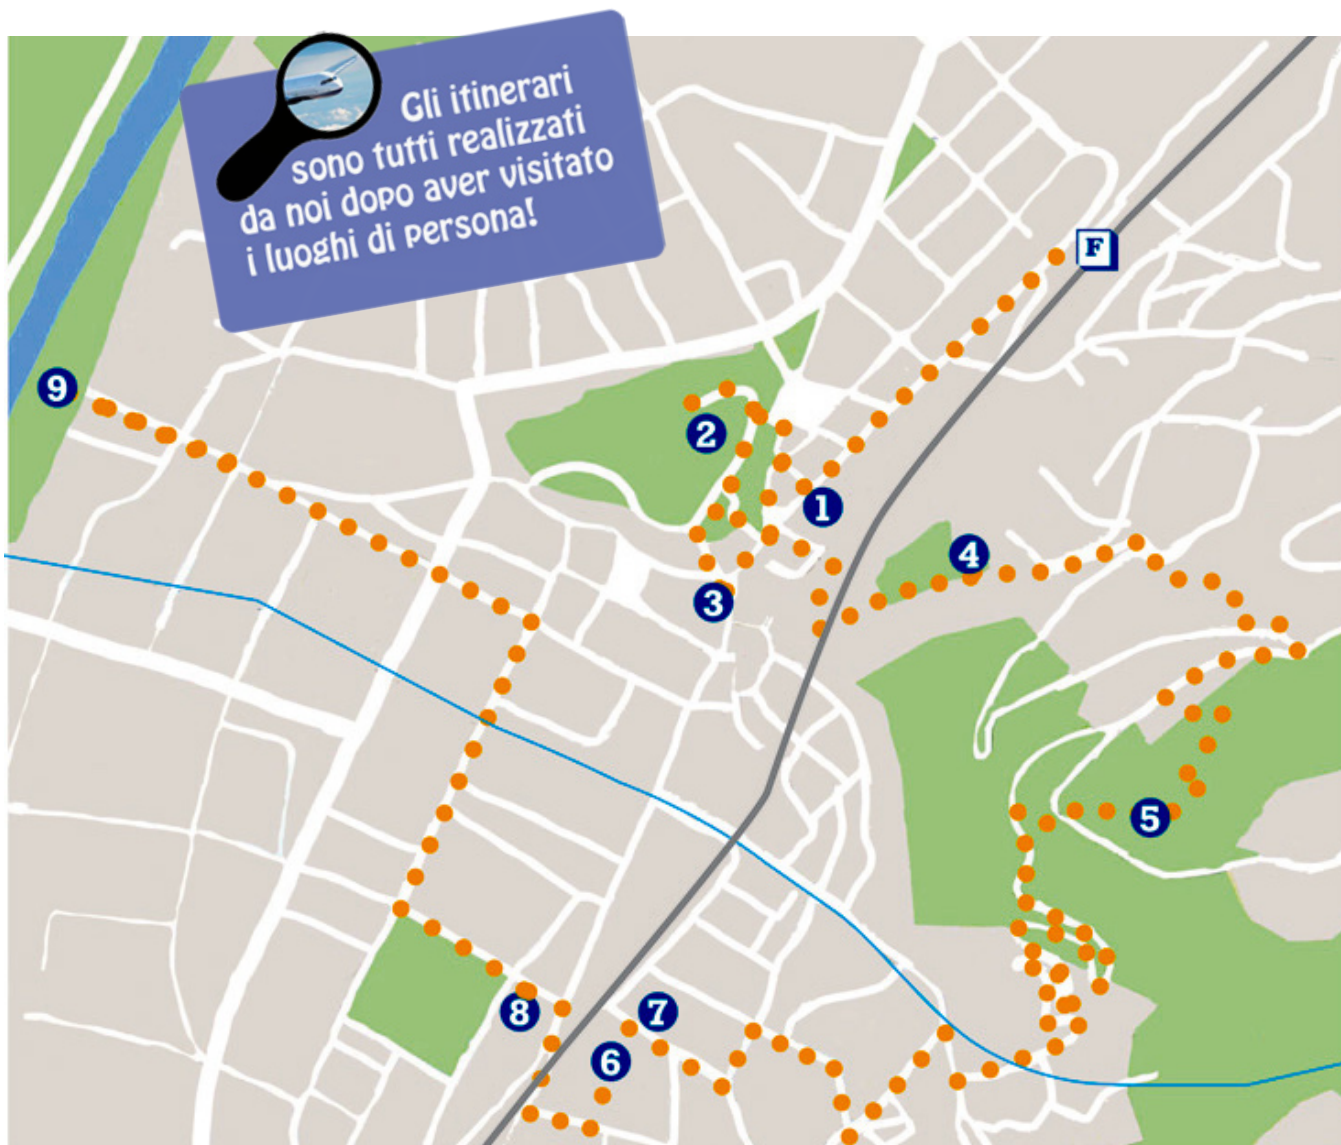 Gli itinerari
sono tutti realizzati
da noi dopo aver visitato
i luoghi di persona!
F
9
2
1
4
3
5
8
7
6